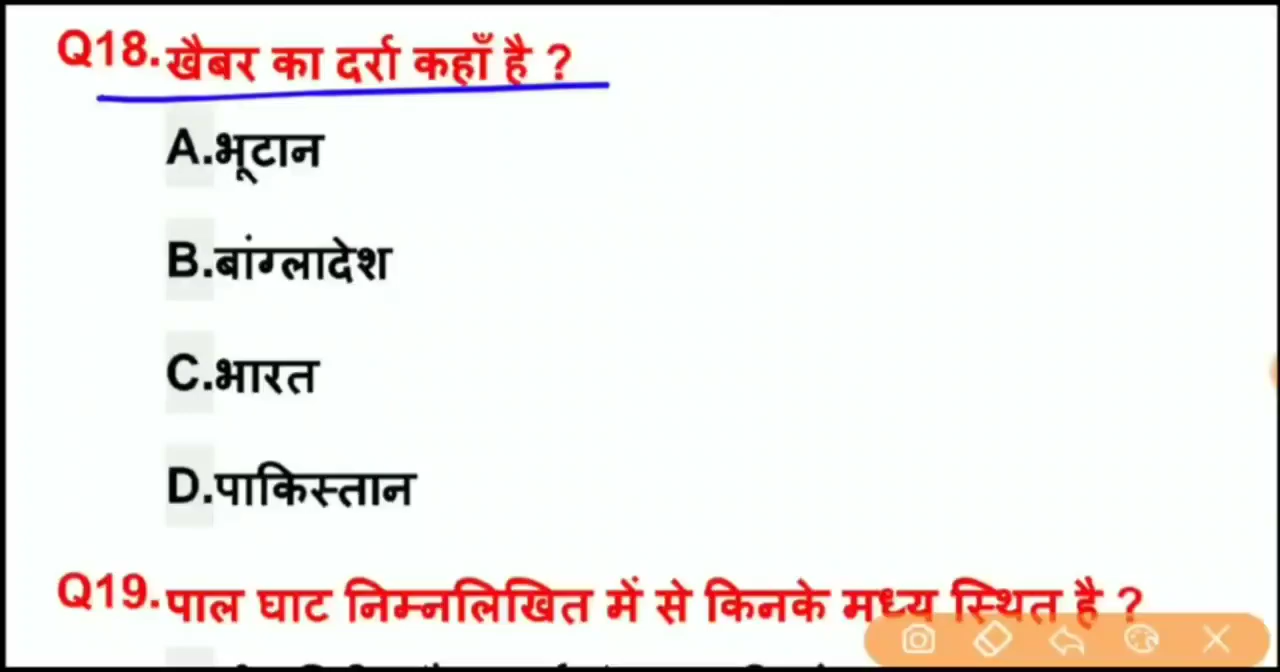 Q18.खैबर का दर्रा कहाँ है ?
A.भूटान
B.बांग्लादेश
C.भारत
D.पाकिस्तान
Q19.पाल घाट निम्नलिखित में से किनके मध्य स्थित है ?